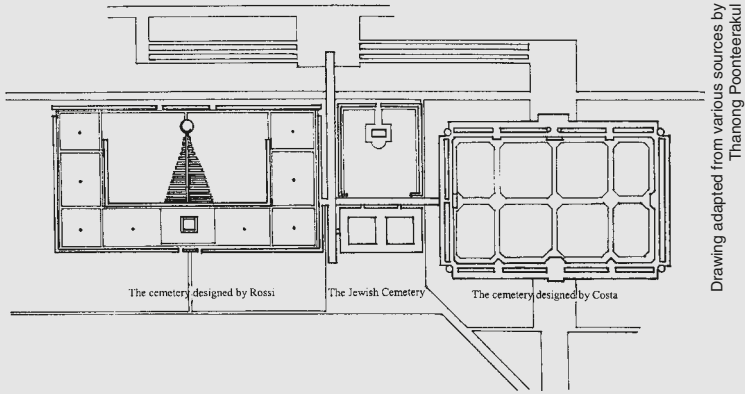 The cemetery designed by Rossi
The Jewish Cemetery
The cemetery designed by Costa
Drawing adapted from various sources by
Thanong Poonteerakul